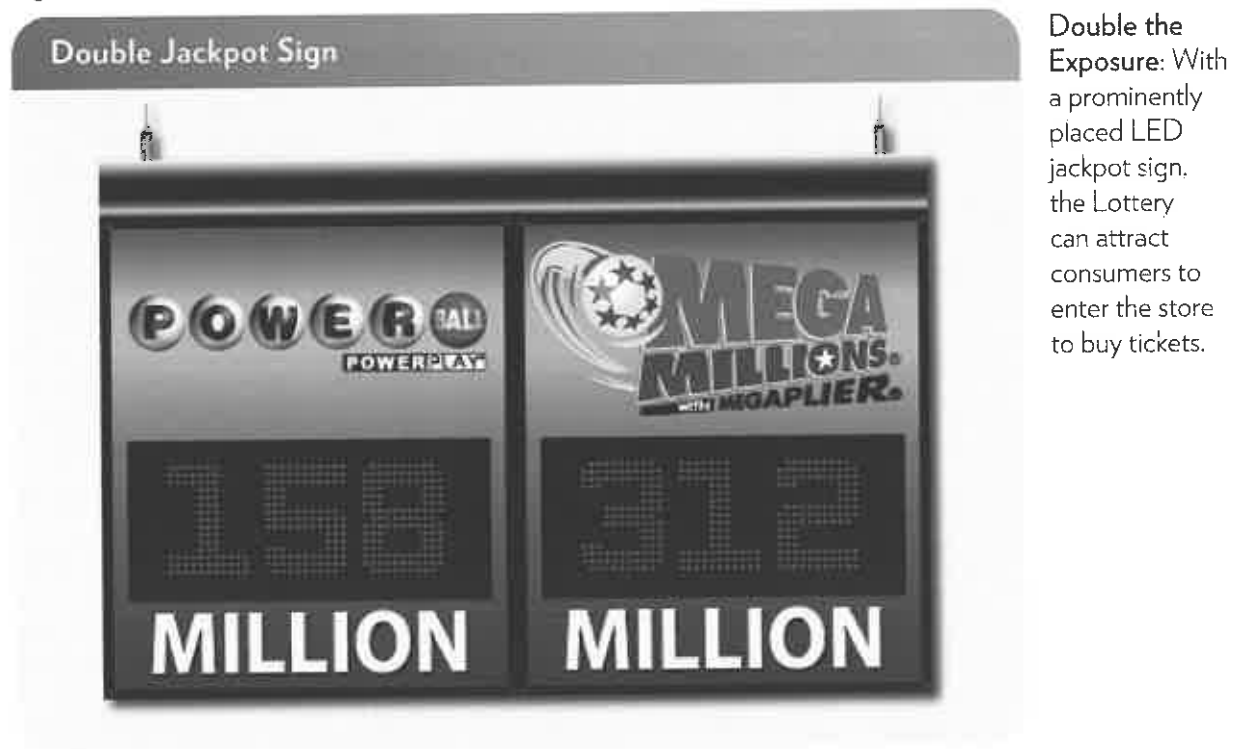 Double Jackpot Sign
POWERBALL
POWERPLAY
158
MILLION
MEGA
MILLIONS®
WITH MEGAPLIER®
312
MILLION
Double the
Exposure: With
a prominently
placed LED
jackpot sign,
the Lottery
can attract
consumers to
enter the store
to buy tickets.